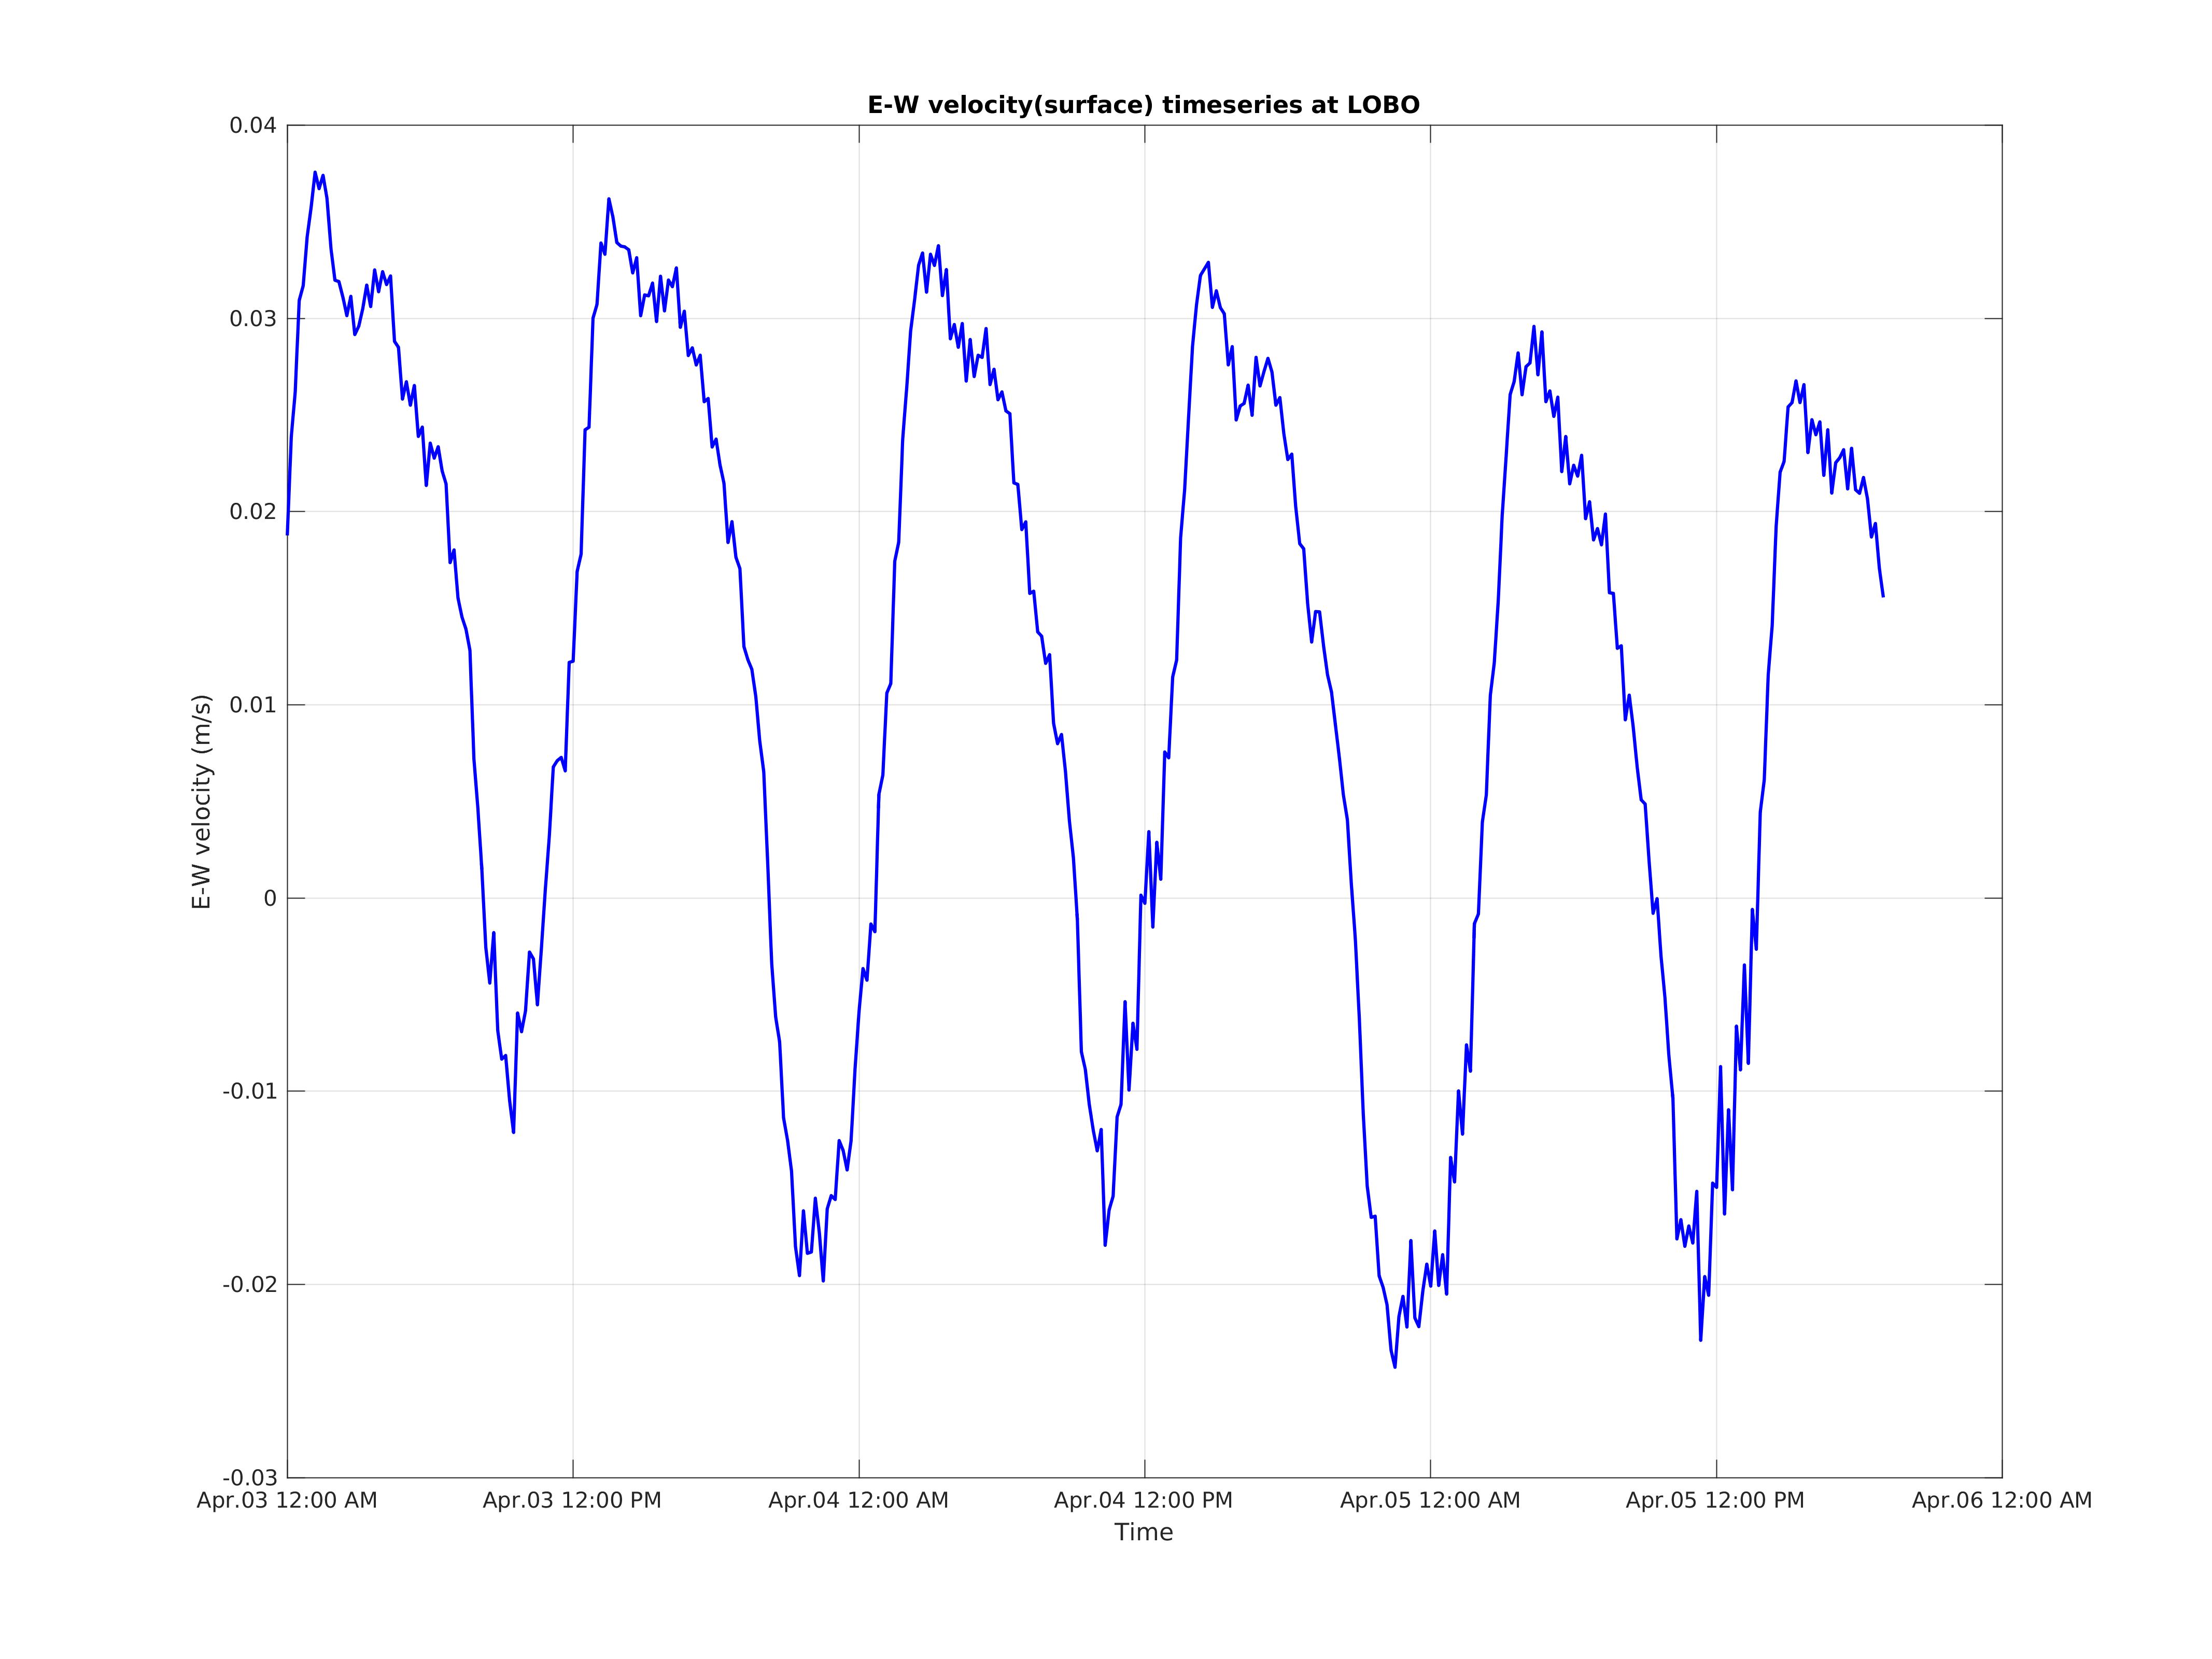 E-W velocity(surface) timeseries at LOBO
0.04
0.03
0.02
0.01
0
-0.01
-0.02
-0.03
E-W velocity (m/s)
Apr.03 12:00 AM Apr.03 12:00 PM Apr.04 12:00 AM Apr.04 12:00 PM Apr.05 12:00 AM Apr.05 12:00 PM Apr.06 12:00 AM
Time